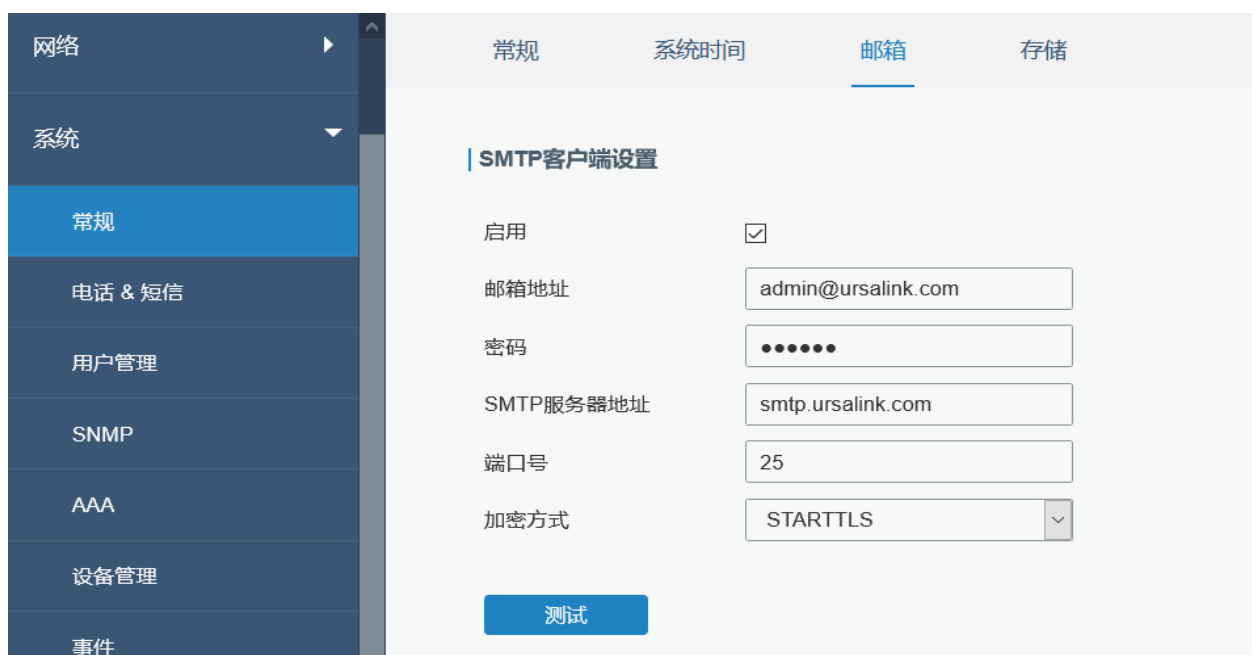 网络
系统
常规
电话 & 短信
用户管理
SNMP
AAA
设备管理
事件
常规 系统时间 邮箱 存储
SMTP客户端设置
启用
邮箱地址 admin@ursalink.com
密码 ●●●●●●
SMTP服务器地址 smtp.ursalink.com
端口号 25
加密方式 STARTTLS
测试